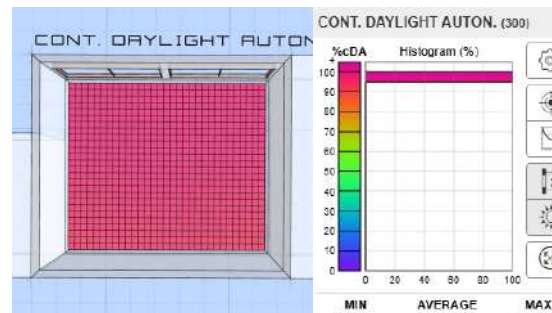 CONT. DAYLIGHT AUTON
CONT. DAYLIGHT AUTON. (300)
%cDA
Histogram (%)
+
100
90
80
70
60
50
40
30
20
10
0
0 20 40 60 80 100
MIN AVERAGE MAX